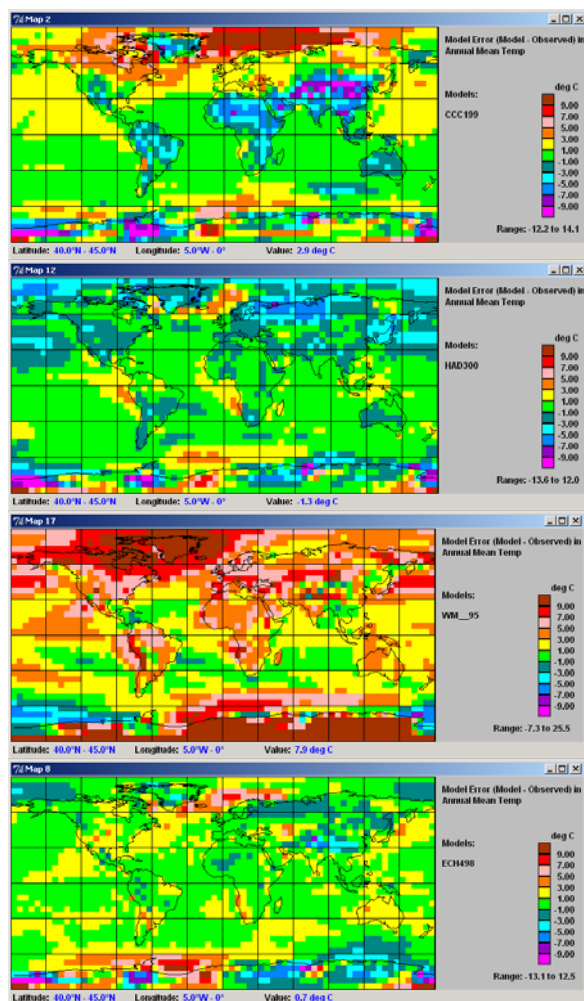 Map 2
Model Error (Model - Observed) in
Annual Mean Temp
Models:
CCC199
deg C
9.00
7.00
5.00
3.00
1.00
-1.00
-3.00
-5.00
-7.00
-9.00
Range: -12.2 to 14.1
Latitude: 40.0°N - 45.0°N Longitude: 5.0°W - 0° Value: 2.9 deg C
Map 12
Model Error (Model - Observed) in
Annual Mean Temp
Models:
HAD300
deg C
9.00
7.00
5.00
3.00
1.00
-1.00
-3.00
-5.00
-7.00
-9.00
Range: -13.6 to 12.0
Latitude: 40.0°N - 45.0°N Longitude: 5.0°W - 0° Value: -1.3 deg C
Map 17
Model Error (Model - Observed) in
Annual Mean Temp
Models:
WM__95
deg C
9.00
7.00
5.00
3.00
1.00
-1.00
-3.00
-5.00
-7.00
-9.00
Range: -7.3 to 25.5
Latitude: 40.0°N - 45.0°N Longitude: 5.0°W - 0° Value: 7.9 deg C
Map 8
Model Error (Model - Observed) in
Annual Mean Temp
Models:
ECH498
deg C
9.00
7.00
5.00
3.00
1.00
-1.00
-3.00
-5.00
-7.00
-9.00
Range: -13.1 to 12.5
Latitude: 40.0°N - 45.0°N Longitude: 5.0°W - 0° Value: 0.7 deg C